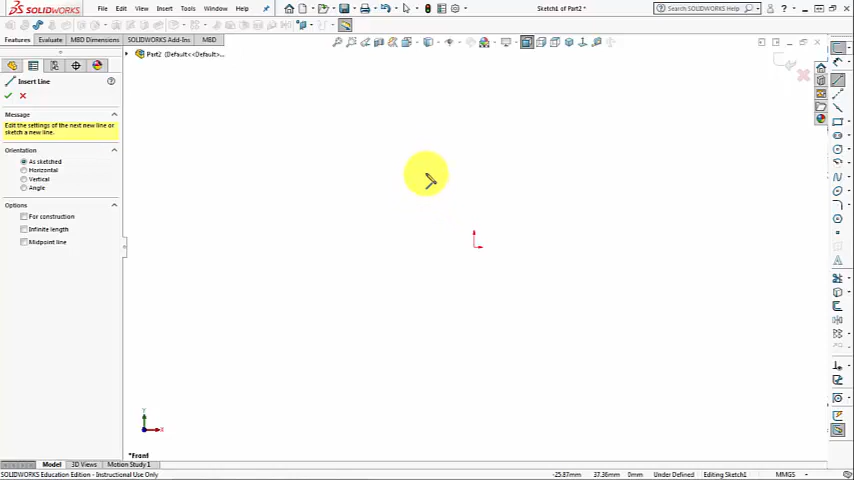 SOLIDWORKS File Edit View Insert Tools Window Sketch1 of Part2 * Search SOLIDWORKS Help
Features Evaluate MBD Dimensions SOLIDWORKS Add-Ins MBD
Part2 (Default<<Default>...
Insert Line
Message
Edit the settings of the next new line or
sketch a new line.
Orientation
As sketched
Horizontal
Vertical
Angle
Options
For construction
Infinite length
Midpoint line
Y
X
*Front
Model 3D Views Motion Study 1
SOLIDWORKS Education Edition - Instructional Use Only -25.87mm 37.36mm 0mm Under Defined Editing Sketch1 MMGS